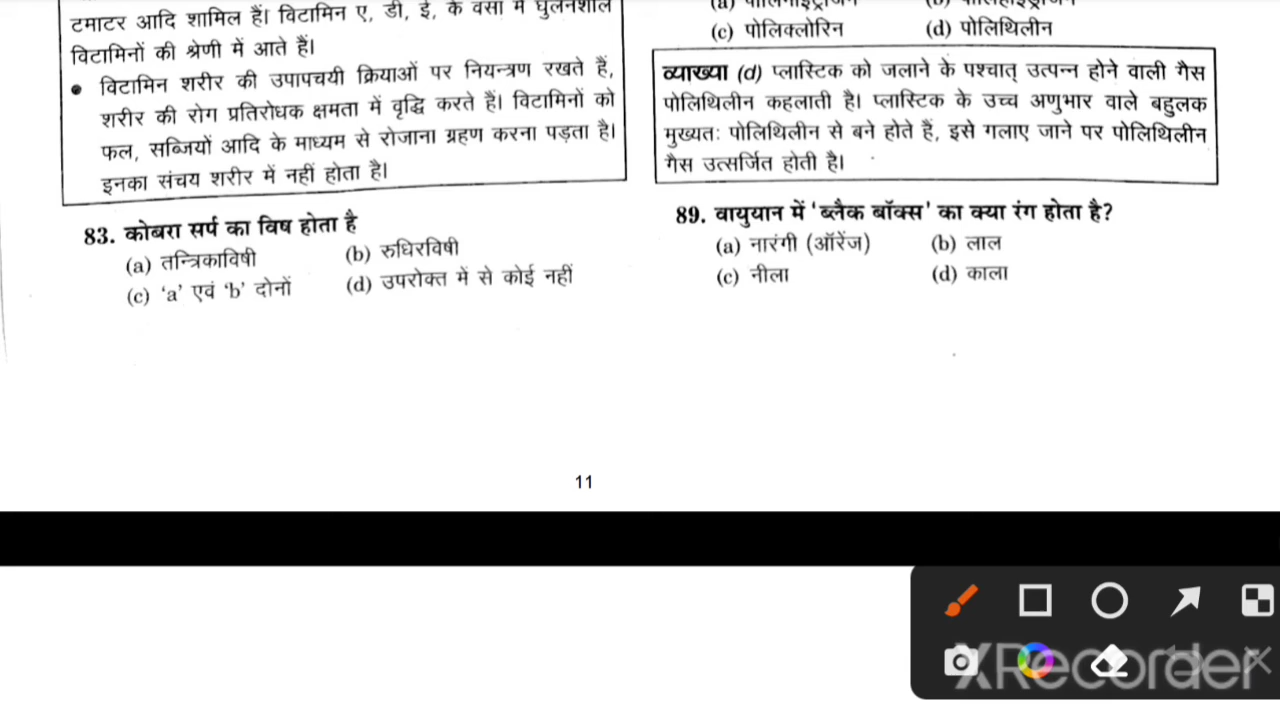 टमाटर आदि शामिल हैं। विटामिन ए, डी, ई, के वसा में घुलनशील
विटामिनों की श्रेणी में आते हैं।
● विटामिन शरीर की उपापचयी क्रियाओं पर नियन्त्रण रखते हैं,
शरीर की रोग प्रतिरोधक क्षमता में वृद्धि करते हैं। विटामिनों को
फल, सब्जियों आदि के माध्यम से रोजाना ग्रहण करना पड़ता है।
इनका संचय शरीर में नहीं होता है।
83. कोबरा सर्प का विष होता है
(a) तन्त्रिकाविषी (b) रुधिरविषी
(c) 'a' एवं 'b' दोनों (d) उपरोक्त में से कोई नहीं
(c) पोलिक्लोरिन (d) पोलिथिलीन
व्याख्या (d) प्लास्टिक को जलाने के पश्चात् उत्पन्न होने वाली गैस
पोलिथिलीन कहलाती है। प्लास्टिक के उच्च अणुभार वाले बहुलक
मुख्यतः पोलिथिलीन से बने होते हैं, इसे गलाए जाने पर पोलिथिलीन
गैस उत्सर्जित होती है।
89. वायुयान में 'ब्लैक बॉक्स' का क्या रंग होता है?
(a) नारंगी (ऑरेंज) (b) लाल
(c) नीला (d) काला
11
XRecorder